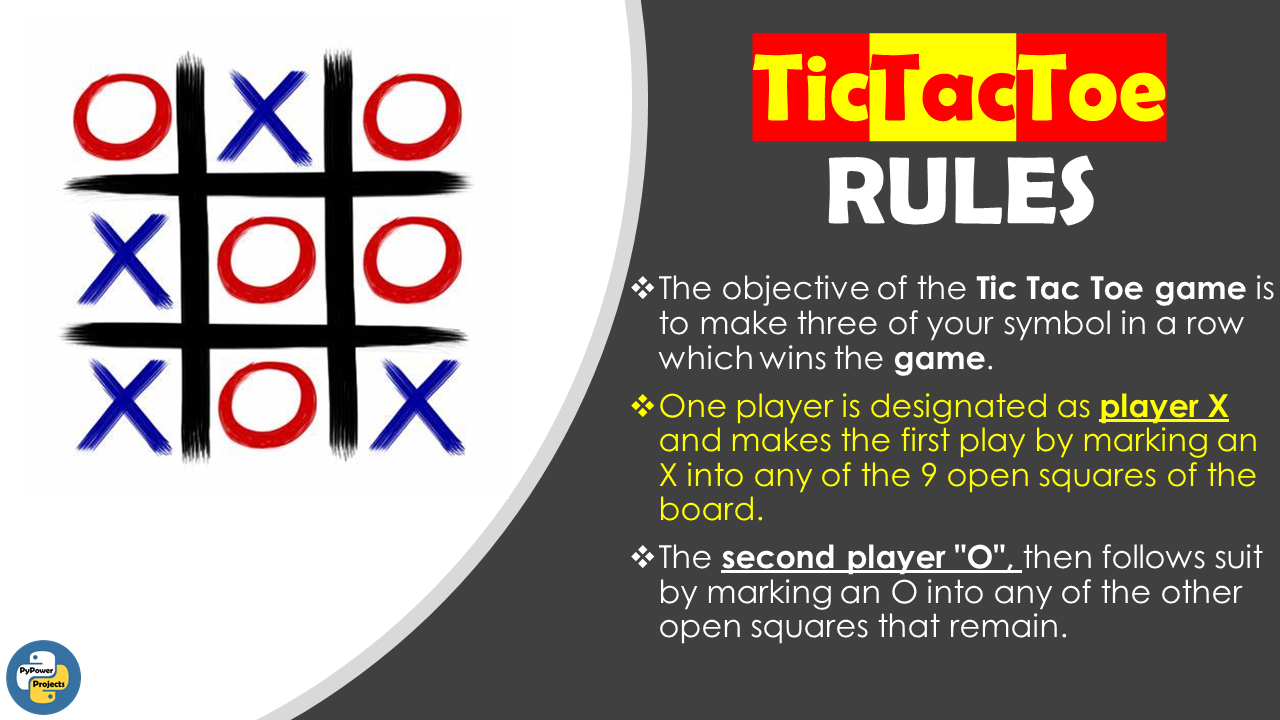 O X O
X O O
X O X
TicTacToe
RULES
❖The objective of the Tic Tac Toe game is
to make three of your symbol in a row
which wins the game.
❖One player is designated as player X
and makes the first play by marking an
X into any of the 9 open squares of the
board.
❖The second player "O", then follows suit
by marking an O into any of the other
open squares that remain.
PyPower
Projects